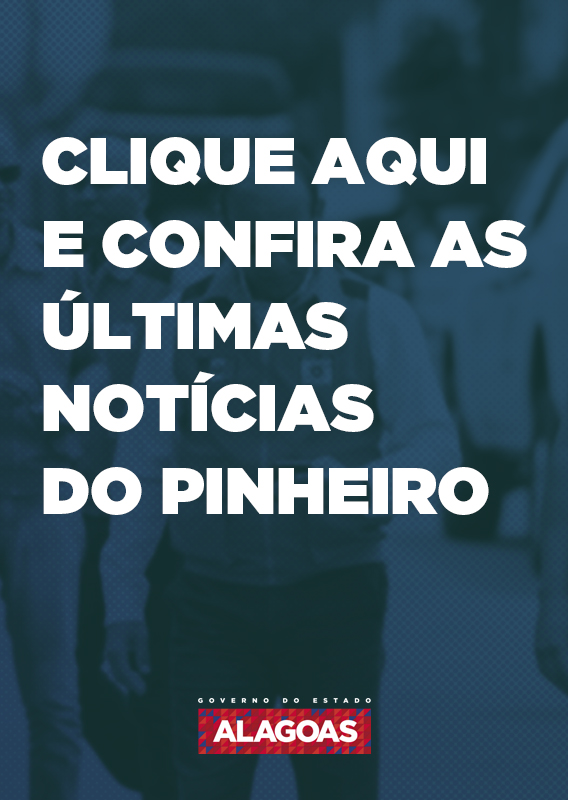 CLIQUE AQUI
E CONFIRA AS
ÚLTIMAS
NOTÍCIAS
DO PINHEIRO
GOVERNO DO ESTADO
ALAGOAS